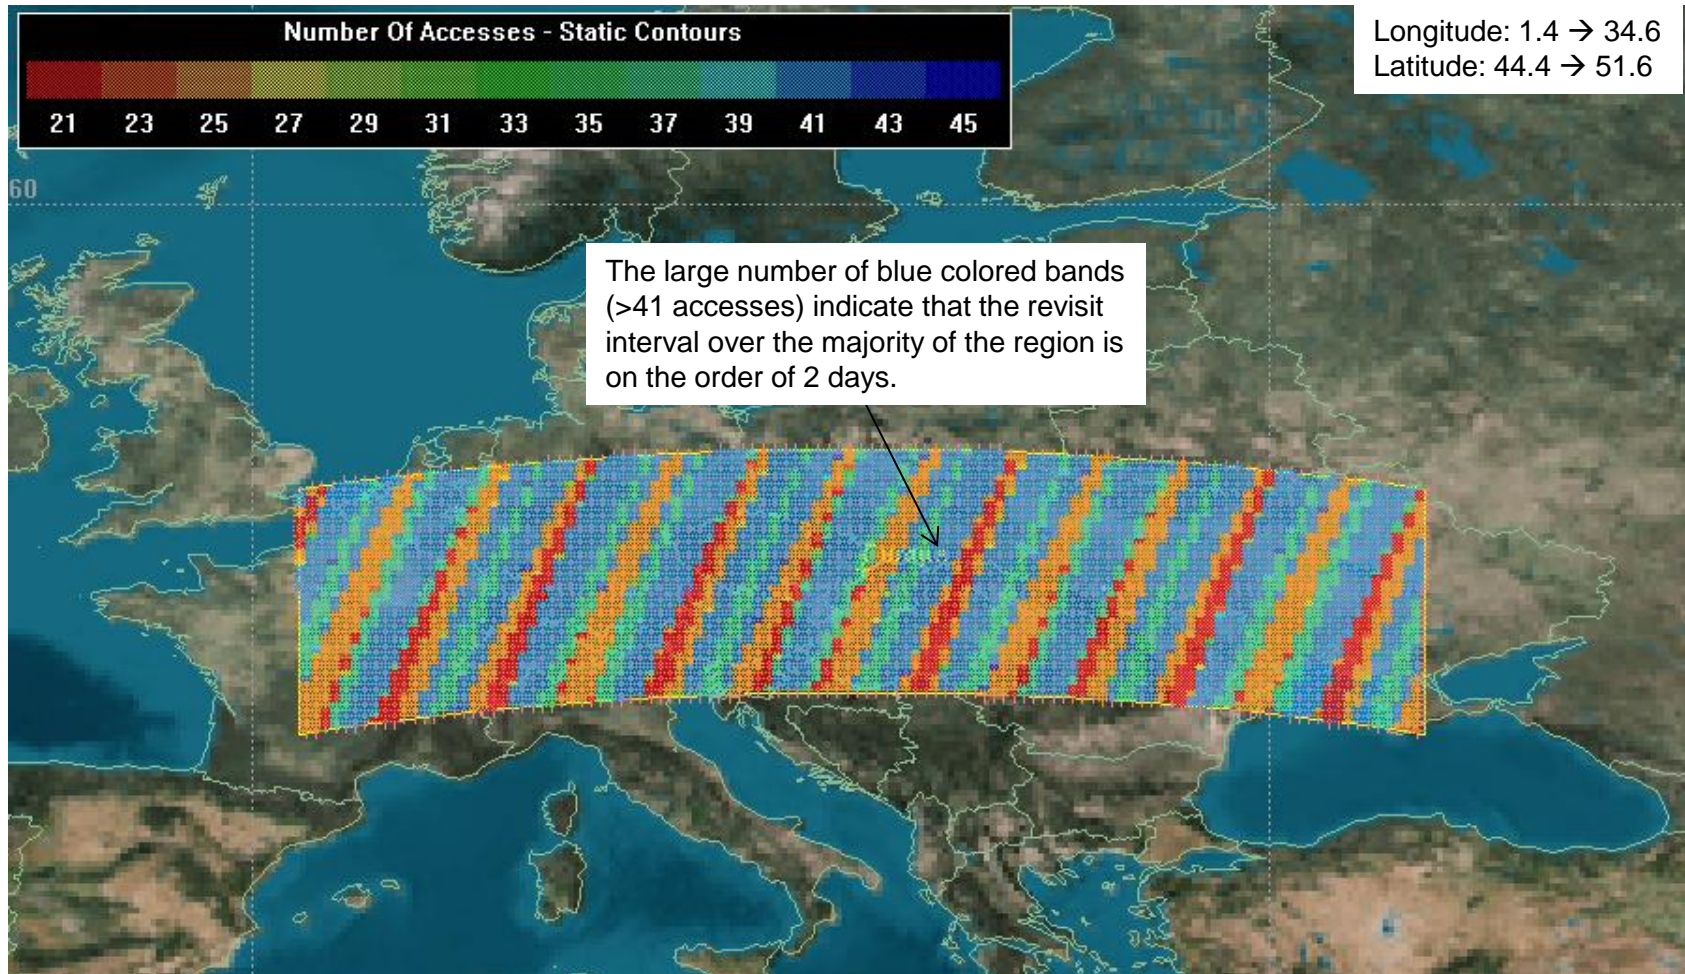 Number Of Accesses - Static Contours
21 23 25 27 29 31 33 35 37 39 41 43 45
Longitude: 1.4 → 34.6
Latitude: 44.4 → 51.6
60
The large number of blue colored bands
(>41 accesses) indicate that the revisit
interval over the majority of the region is
on the order of 2 days.